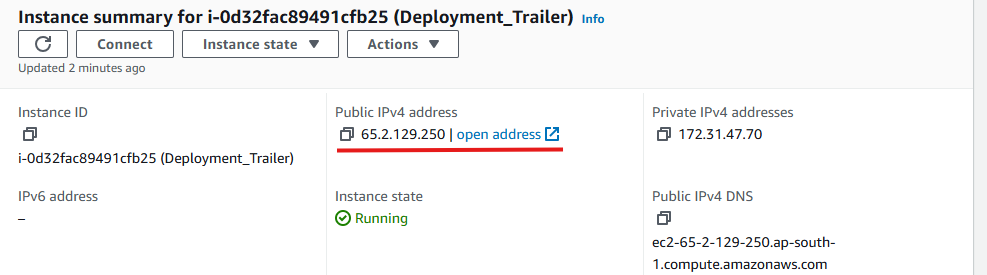 Instance summary for i-0d32fac89491cfb25 (Deployment_Trailer) Info
Connect Instance state Actions
Updated 2 minutes ago
Instance ID
i-0d32fac89491cfb25 (Deployment_Trailer)
Public IPv4 address
65.2.129.250 | open address
Private IPv4 addresses
172.31.47.70
IPv6 address
–
Instance state
Running
Public IPv4 DNS
ec2-65-2-129-250.ap-south-
1.compute.amazonaws.com